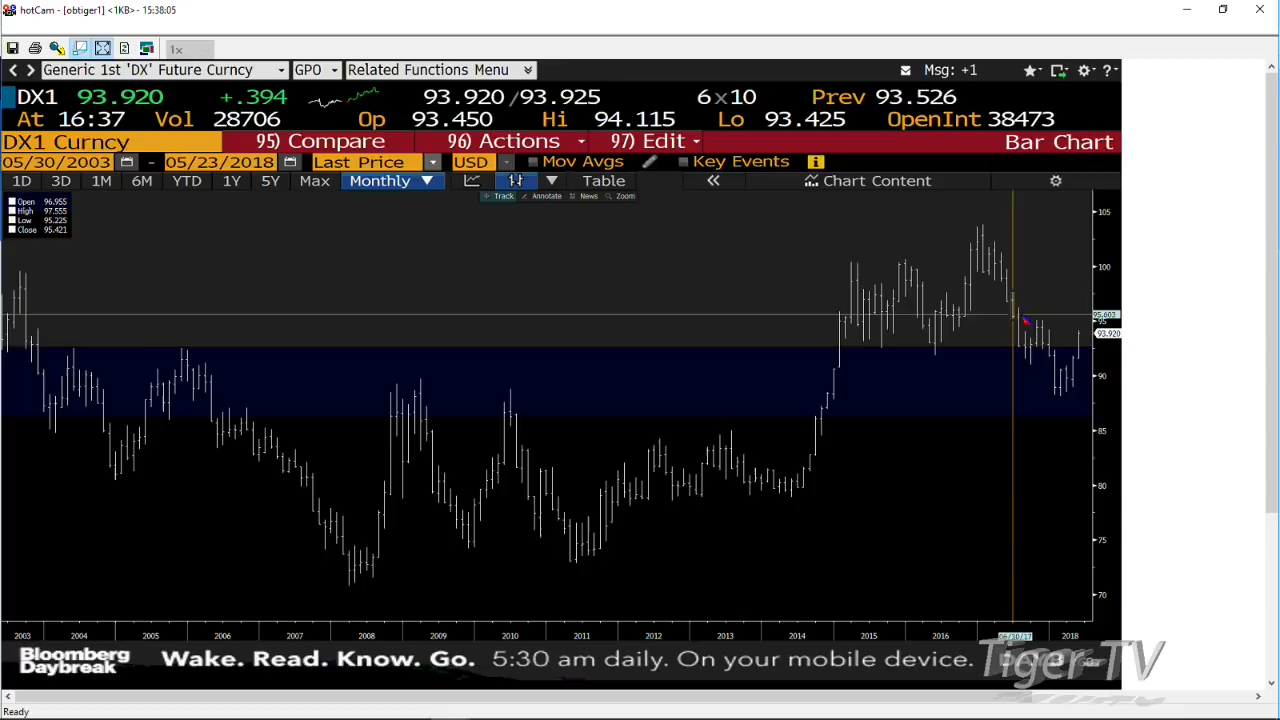 hotCam - [obtiger1] <1KB> - 15:38:05
1x
Generic 1st 'DX' Future Curncy GPO Related Functions Menu Msg: +1
DX1 93.920 +.394 93.920/93.925 6x10 Prev 93.526
At 16:37 Vol 28706 Op 93.450 Hi 94.115 Lo 93.425 OpenInt 38473
DX1 Curncy 95) Compare 96) Actions 97) Edit Bar Chart
05/30/2003 - 05/23/2018 Last Price USD Mov Avgs Key Events
1D 3D 1M 6M YTD 1Y 5Y Max Monthly Table « Chart Content
Track Annotate News Zoom
Open 96.955
High 97.555
Low 95.225
Close 95.421
105
100
95.603
95
93.920
90
85
80
75
70
2003 2004 2005 2006 2007 2008 2009 2010 2011 2012 2013 2014 2015 2016 06/30/17 2018
Bloomberg
Daybreak
Wake. Read. Know. Go. 5:30 am daily. On your mobile device.
Tiger-TV
Ready